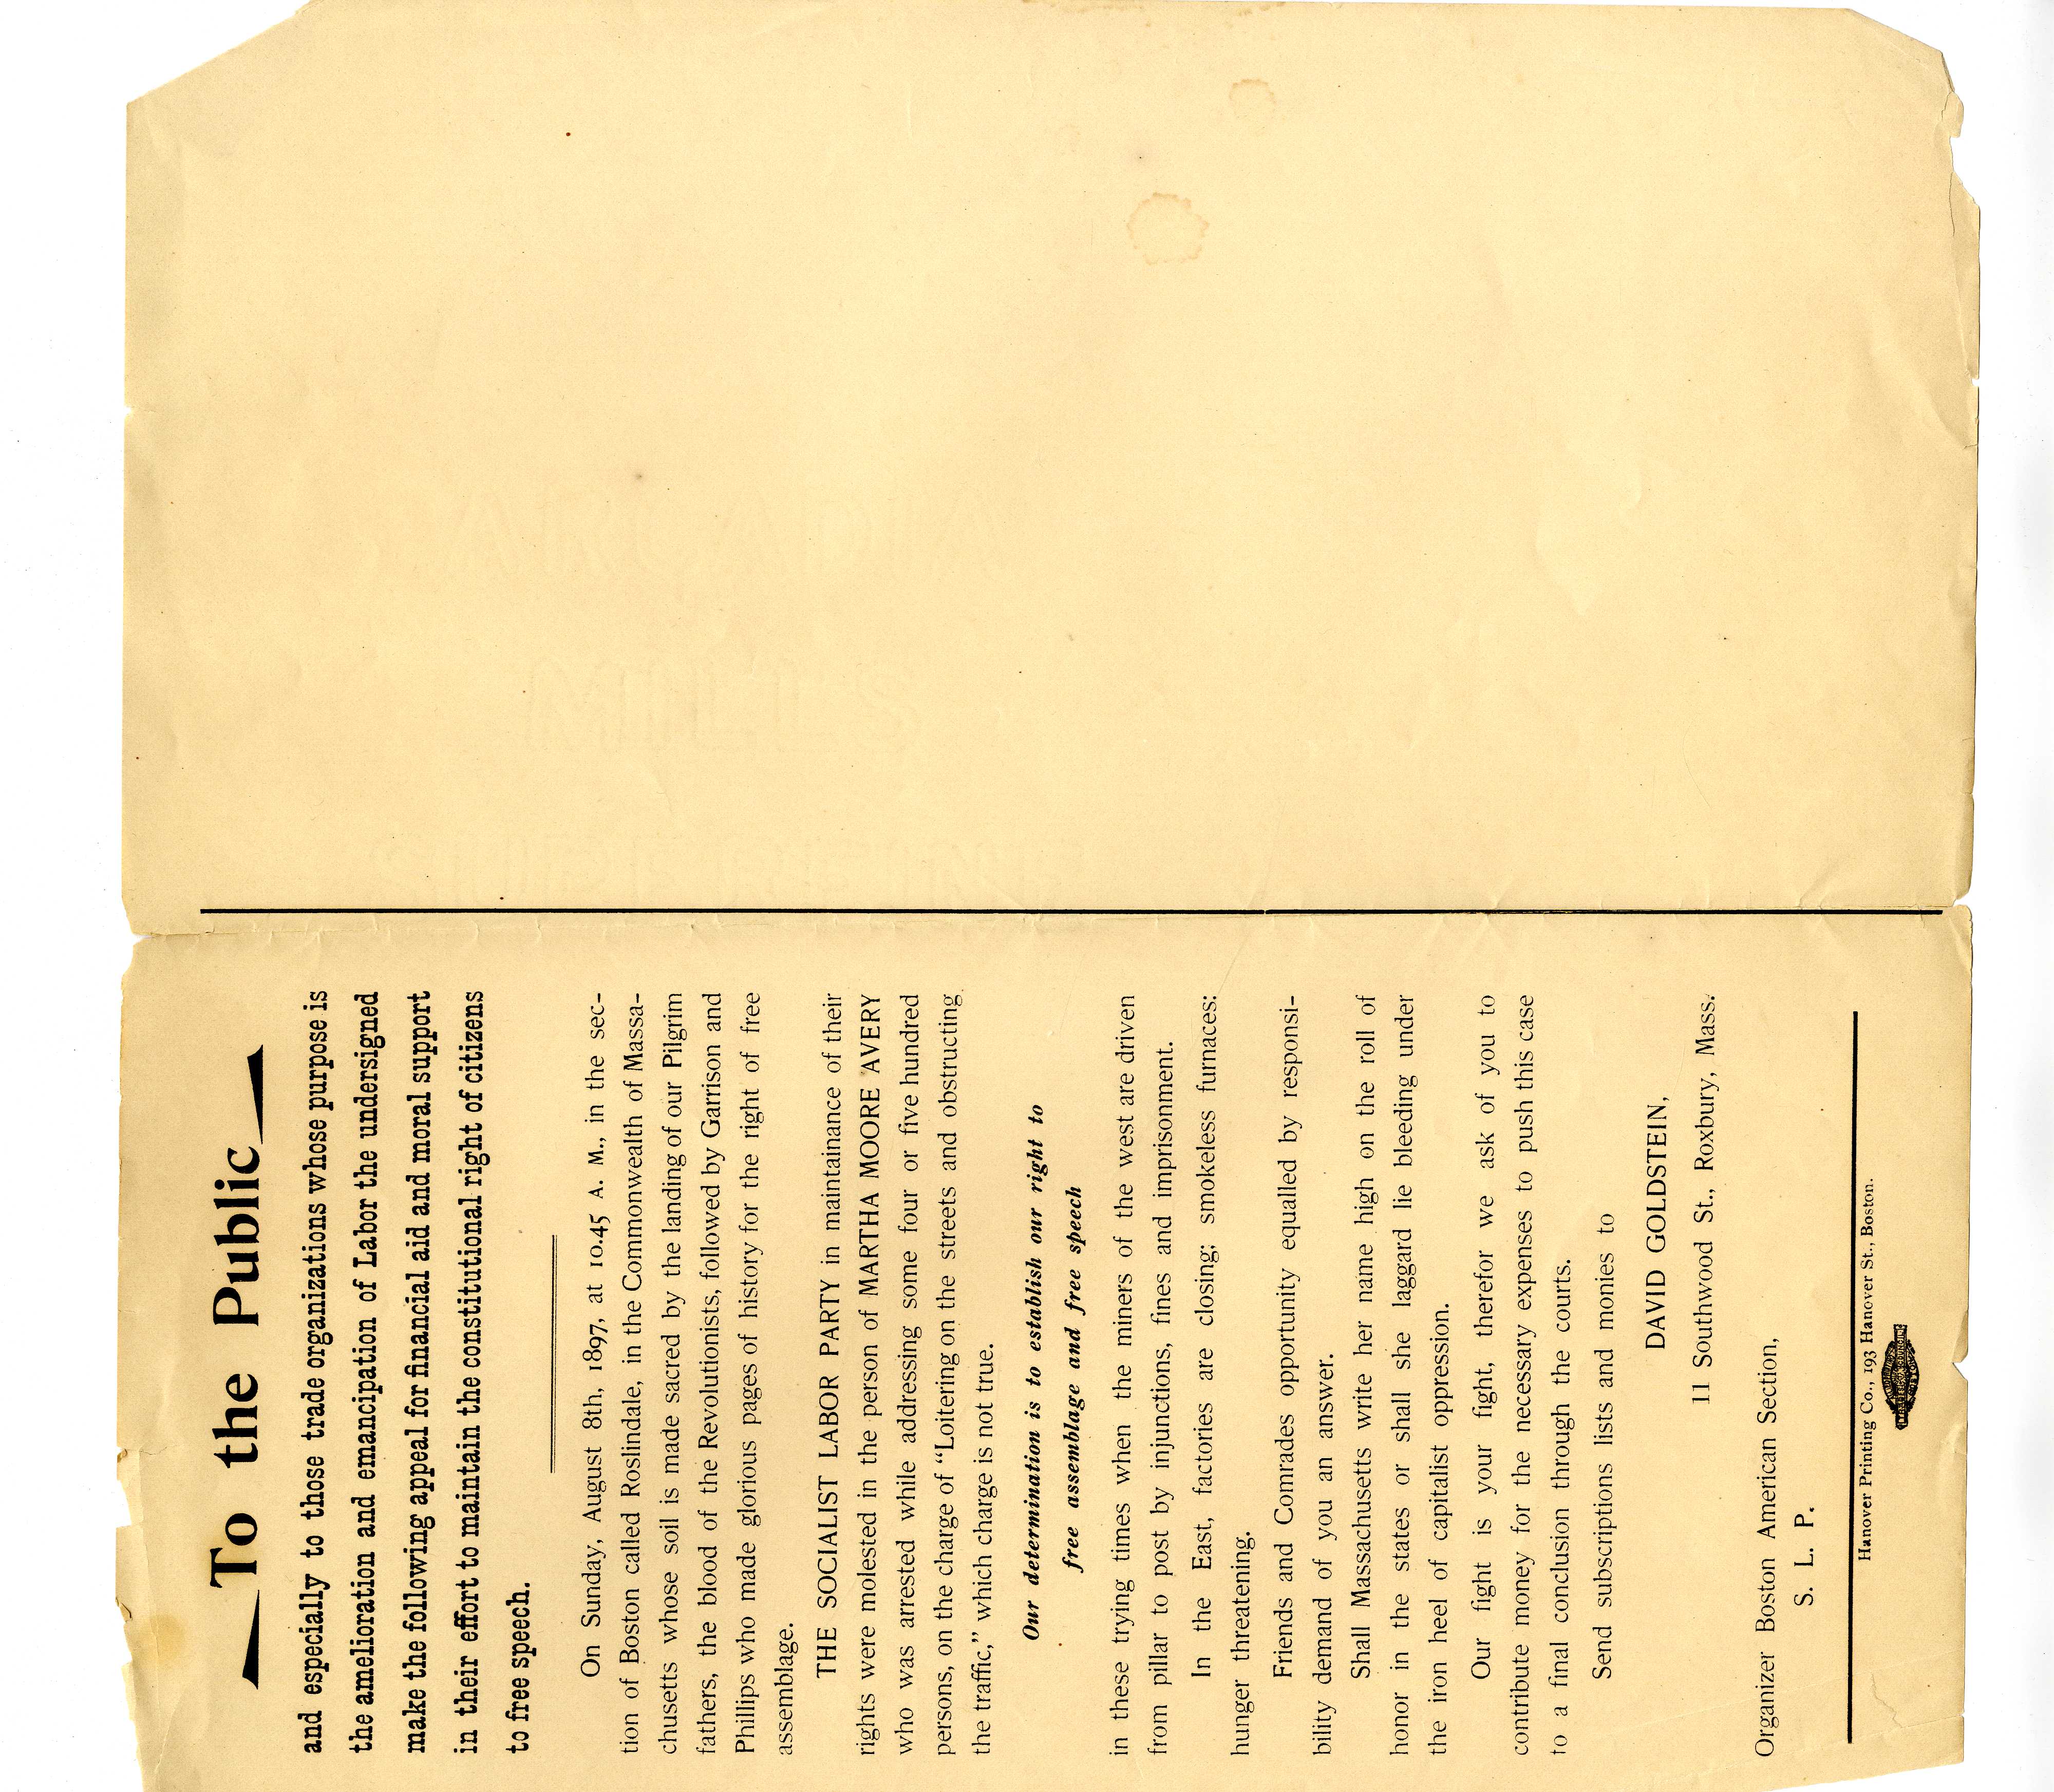 To the Public
and especially to those trade organizations whose purpose is
the amelioration and emancipation of Labor the undersigned
make the following appeal for financial aid and moral support
in their effort to maintain the constitutional right of citizens
to free speech.
On Sunday, August 8th, 1897, at 10.45 A. M., in the sec-
tion of Boston called Roslindale, in the Commonwealth of Massa-
chusetts whose soil is made sacred by the landing of our Pilgrim
fathers, the blood of the Revolutionists, followed by Garrison and
Phillips who made glorious pages of history for the right of free
assemblage.
THE SOCIALIST LABOR PARTY in maintainance of their
rights were molested in the person of MARTHA MOORE AVERY
who was arrested while addressing some four or five hundred
persons, on the charge of "Loitering on the streets and obstructing
the traffic," which charge is not true.
Our determination is to establish our right to
free assemblage and free speech
in these trying times when the miners of the west are driven
from pillar to post by injunctions, fines and imprisonment.
In the East, factories are closing; smokeless furnaces:
hunger threatening.
Friends and Comrades opportunity equalled by responsi-
bility demand of you an answer.
Shall Massachusetts write her name high on the roll of
honor in the states or shall she laggard lie bleeding under
the iron heel of capitalist oppression.
Our fight is your fight, therefor we ask of you to
contribute money for the necessary expenses to push this case
to a final conclusion through the courts.
Send subscriptions lists and monies to
DAVID GOLDSTEIN,
11 Southwood St., Roxbury, Mass.
Organizer Boston American Section,
S. L. P.
Hanover Printing Co., 193 Hanover St., Boston.